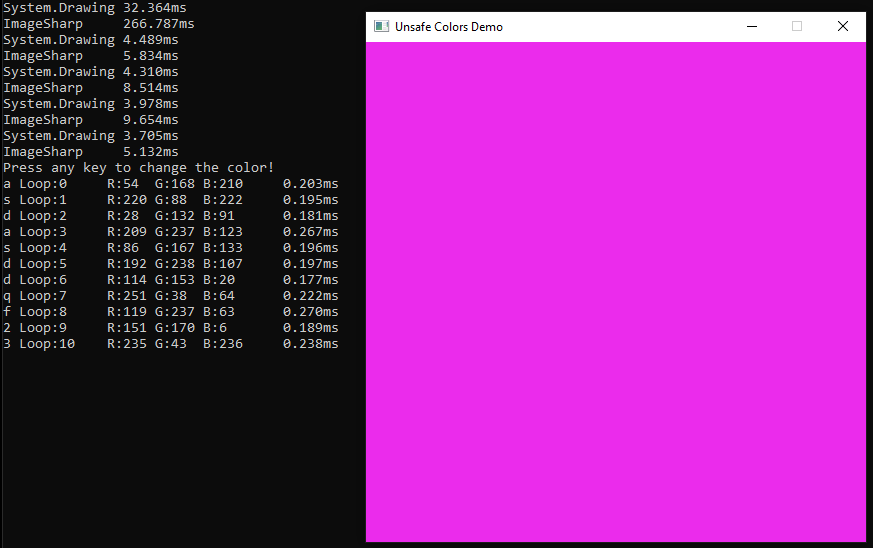 System.Drawing 32.364ms
ImageSharp     266.787ms
System.Drawing 4.489ms
ImageSharp     5.834ms
System.Drawing 4.310ms
ImageSharp     8.514ms
System.Drawing 3.978ms
ImageSharp     9.654ms
System.Drawing 3.705ms
ImageSharp     5.132ms
Press any key to change the color!
a Loop:0     R:54  G:168 B:210     0.203ms
s Loop:1     R:220 G:88  B:222     0.195ms
d Loop:2     R:28  G:132 B:91      0.181ms
a Loop:3     R:209 G:237 B:123     0.267ms
s Loop:4     R:86  G:167 B:133     0.196ms
d Loop:5     R:192 G:238 B:107     0.197ms
d Loop:6     R:114 G:153 B:20      0.177ms
q Loop:7     R:251 G:38  B:64      0.222ms
f Loop:8     R:119 G:237 B:63      0.270ms
2 Loop:9     R:151 G:170 B:6       0.189ms
3 Loop:10    R:235 G:43  B:236     0.238ms
Unsafe Colors Demo